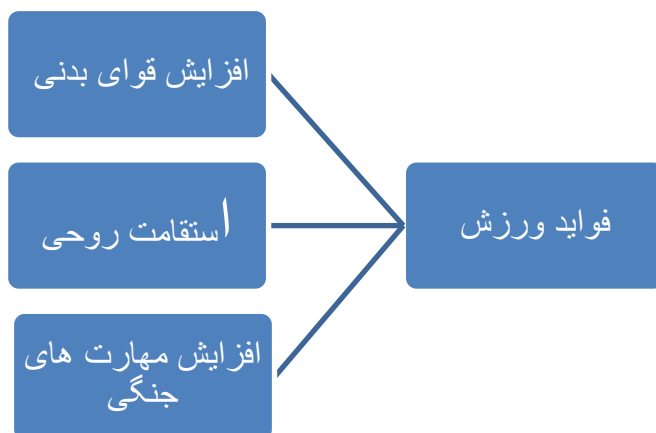 فواید ورزش
افزایش قوای بدنی
استقامت روحی
افزایش مهارت های
جنگی